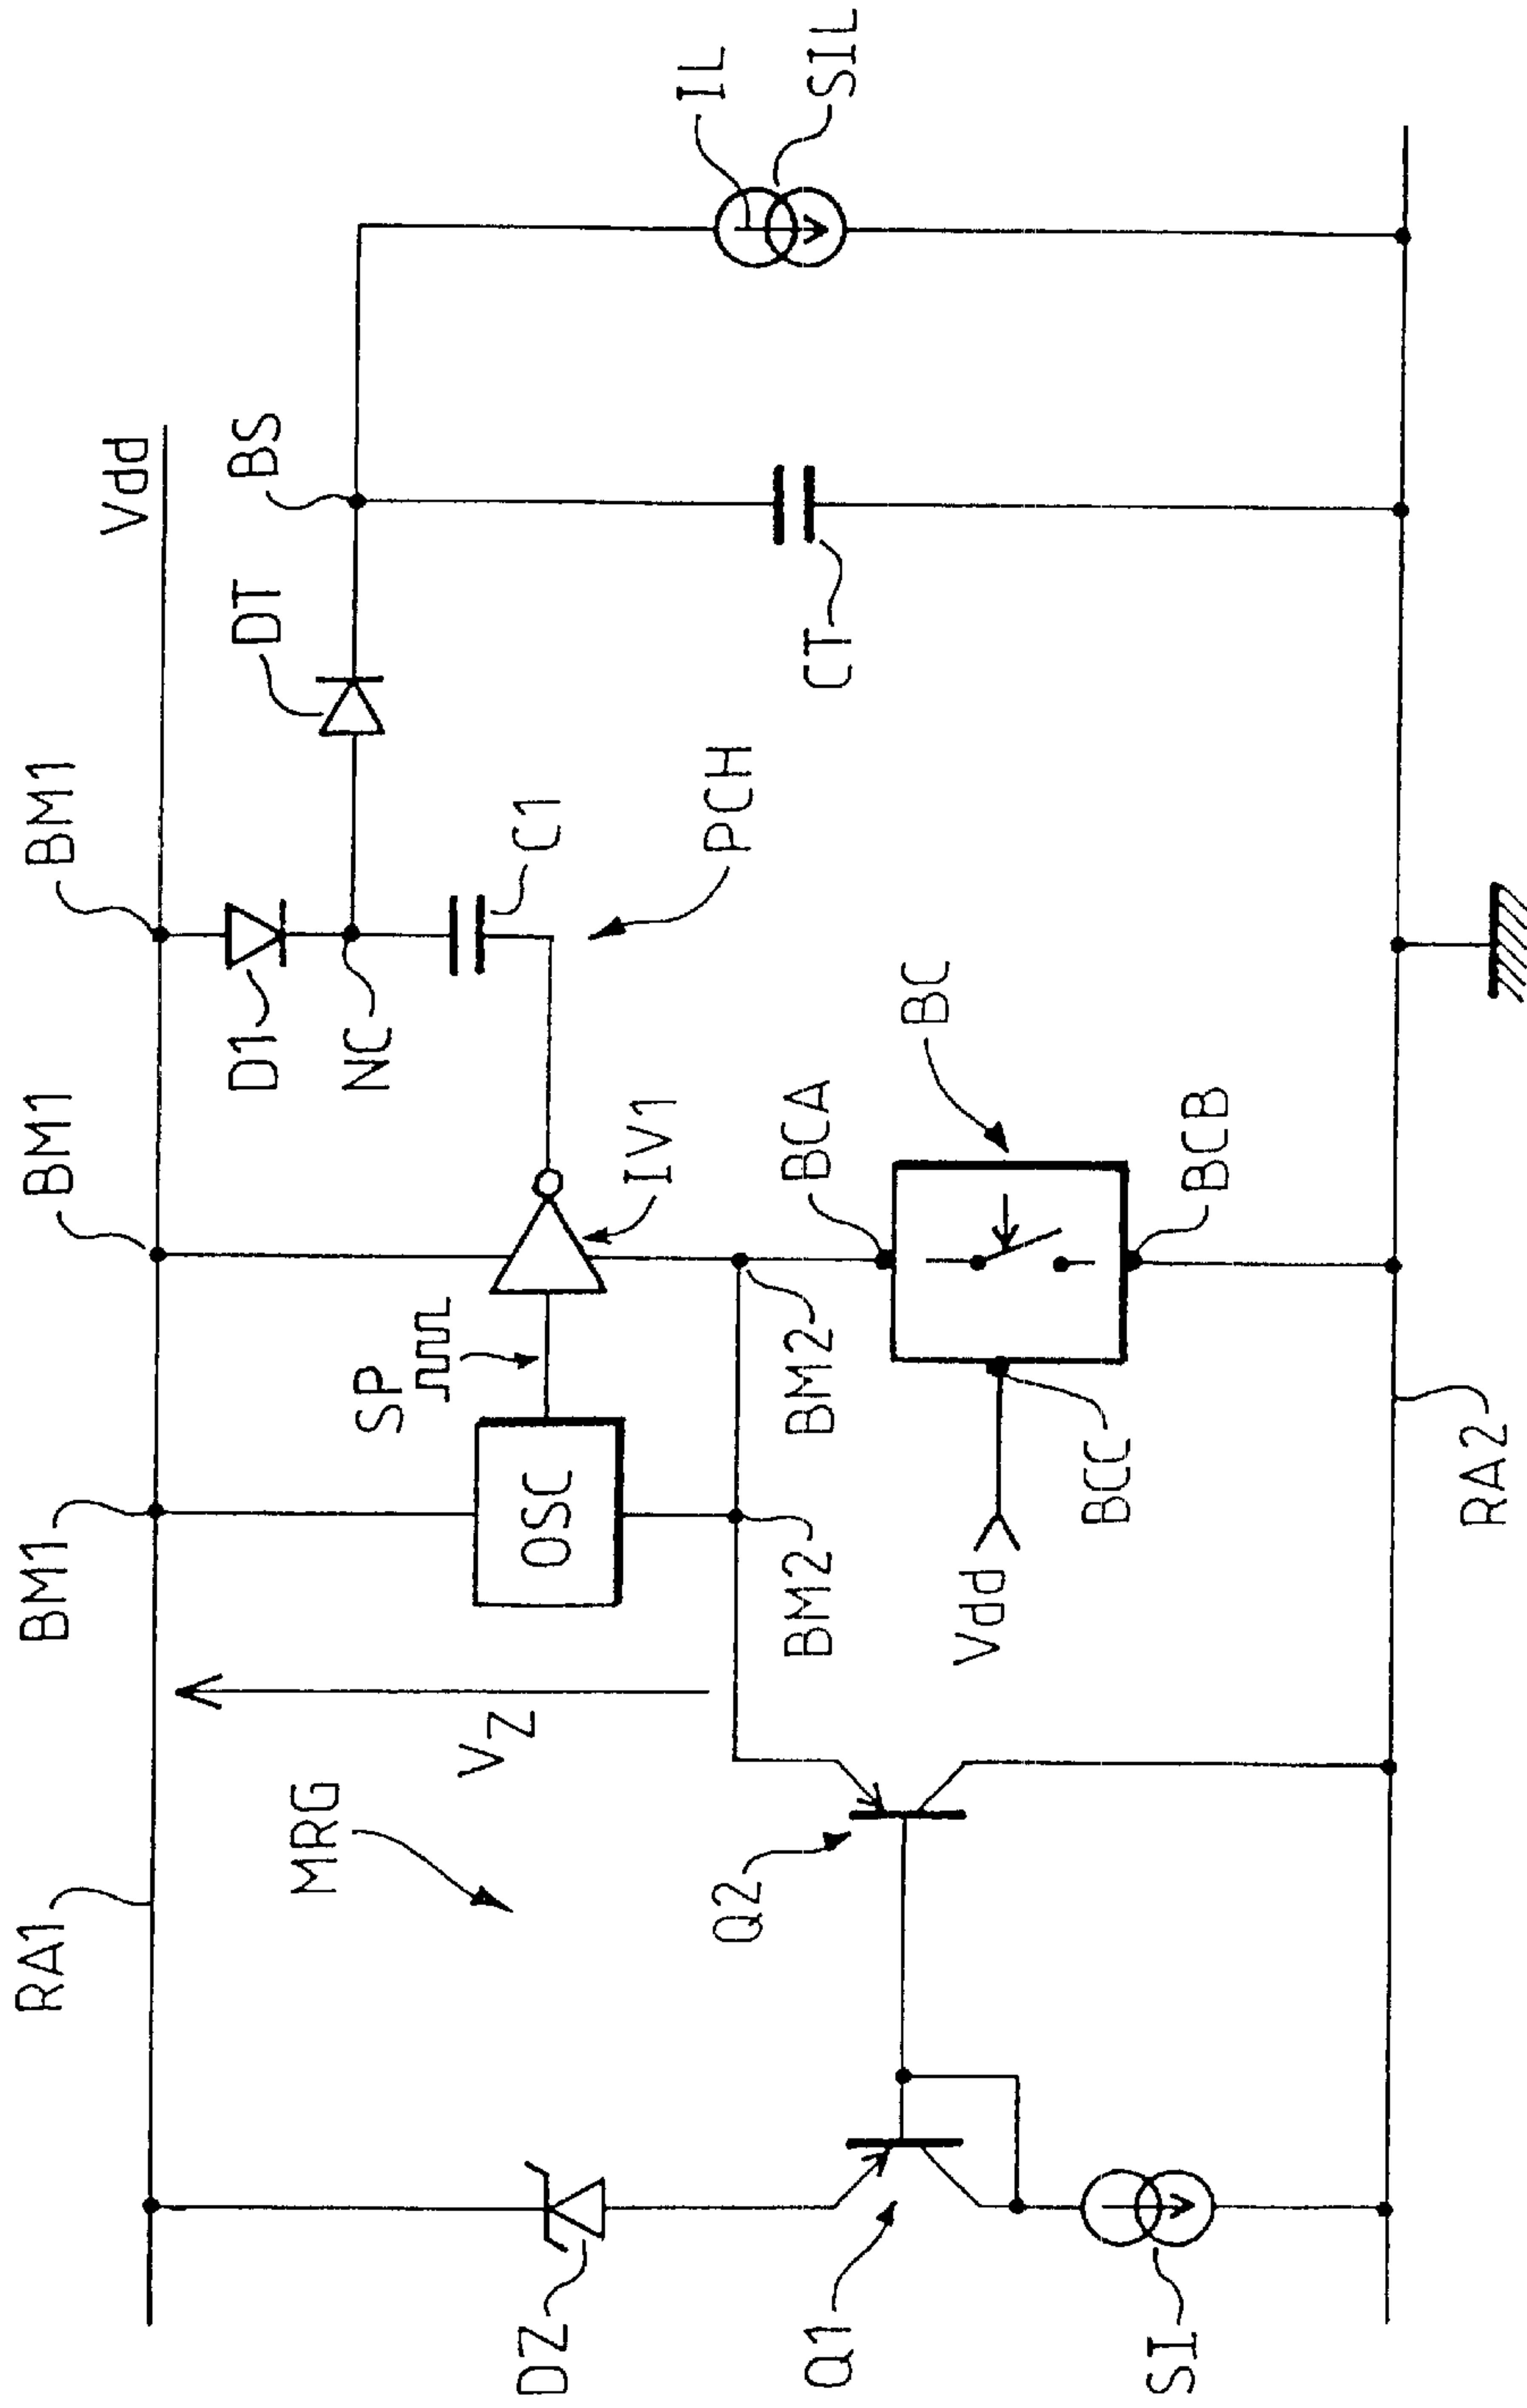 RA1
BM1
BM1
BM1
Vdd
MRG
VZ
SP
OSC
D1
NC
DT
BS
C1
IV1
PCH
IL
SIL
DZ
Q2
BM2
BM2
BCA
BC
CT
Q1
Vdd
BCC
BCB
SI
RA2